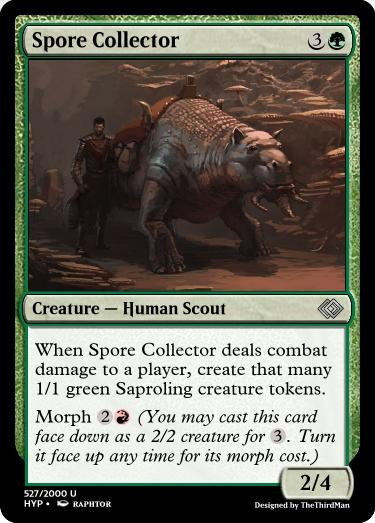 Spore Collector 3
Creature — Human Scout
When Spore Collector deals combat
damage to a player, create that many
1/1 green Saproling creature tokens.
Morph 2 (You may cast this card
face down as a 2/2 creature for 3. Turn
it face up any time for its morph cost.)
2/4
527/2000 U
HYP • RAPHTOR
Designed by TheThirdMan